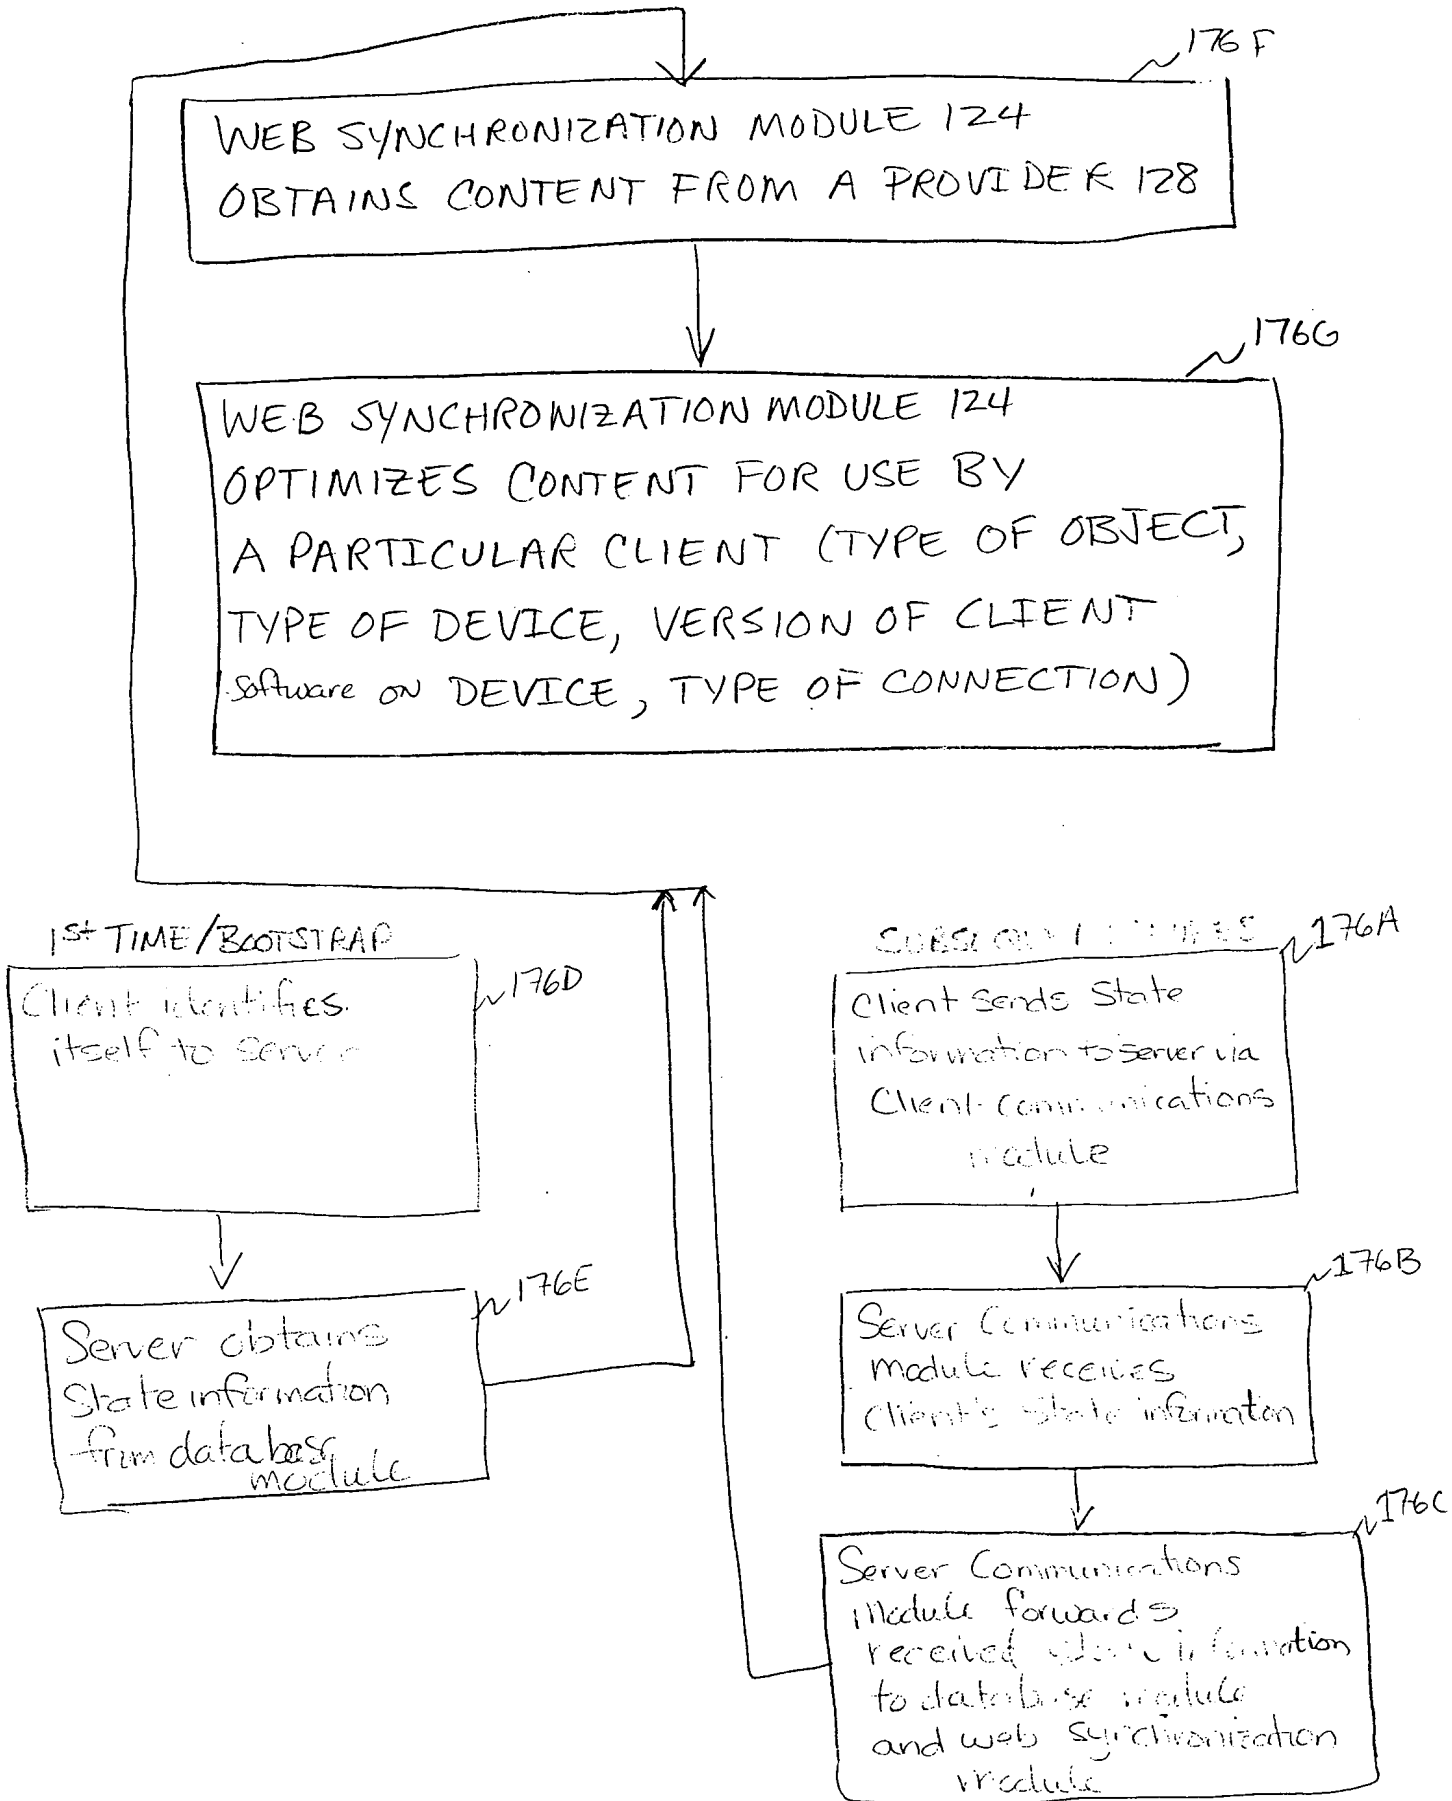 176F
WEB SYNCHRONIZATION MODULE 124
OBTAINS CONTENT FROM A PROVIDER 128
176G
WEB SYNCHRONIZATION MODULE 124
OPTIMIZES CONTENT FOR USE BY
A PARTICULAR CLIENT (TYPE OF OBJECT,
TYPE OF DEVICE, VERSION OF CLIENT
software on DEVICE, TYPE OF CONNECTION)
1st TIME/BOOTSTRAP
176D
Client identifies
itself to server
176E
Server obtains
State information
from database
module
176A
Client sends State
information to server via
Client communications
module
176B
Server Communications
module receives
Client's state information
176C
Server Communications
Module forwards
received state information
to database module
and web synchronization
module